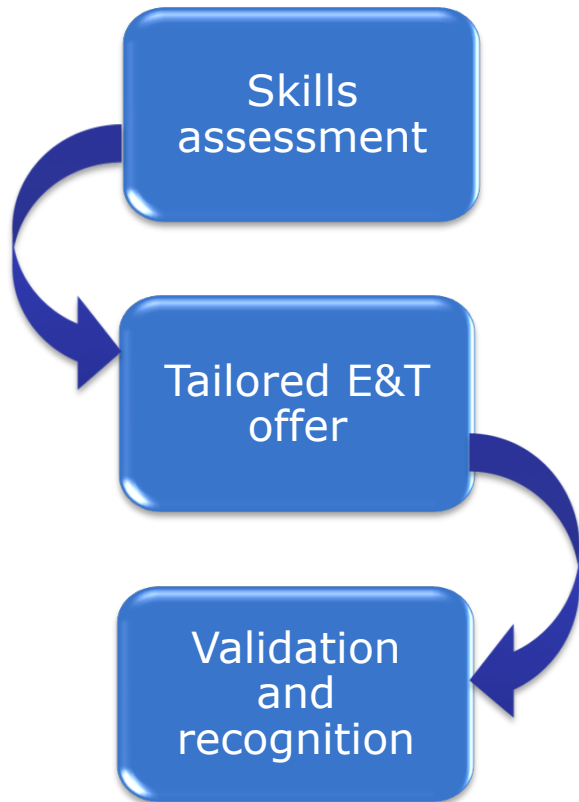 Skills
assessment
Tailored E&T
offer
Validation
and
recognition